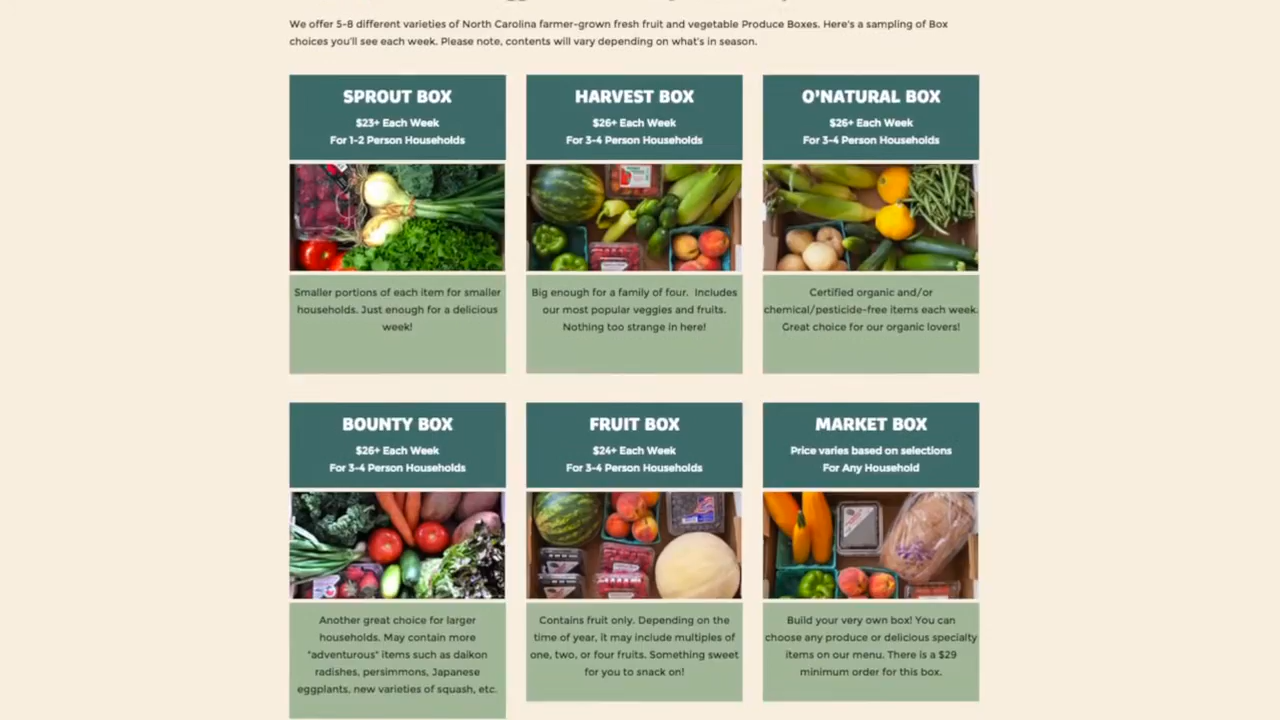 We offer 5-8 different varieties of North Carolina farmer-grown fresh fruit and vegetable Produce Boxes. Here's a sampling of Box
choices you'll see each week. Please note, contents will vary depending on what's in season.
SPROUT BOX
$23+ Each Week
For 1-2 Person Households
Smaller portions of each item for smaller
households. Just enough for a delicious
week!
HARVEST BOX
$26+ Each Week
For 3-4 Person Households
Big enough for a family of four. Includes
our most popular veggies and fruits.
Nothing too strange in here!
O'NATURAL BOX
$26+ Each Week
For 3-4 Person Households
Certified organic and/or
chemical/pesticide-free items each week.
Great choice for our organic lovers!
BOUNTY BOX
$26+ Each Week
For 3-4 Person Households
Another great choice for larger
households. May contain more
"adventurous" items such as daikon
radishes, persimmons, Japanese
eggplants, new varieties of squash, etc.
FRUIT BOX
$24+ Each Week
For 3-4 Person Households
Contains fruit only. Depending on the
time of year, it may include multiples of
one, two, or four fruits. Something sweet
for you to snack on!
MARKET BOX
Price varies based on selections
For Any Household
Build your very own box! You can
choose any produce or delicious specialty
items on our menu. There is a $29
minimum order for this box.